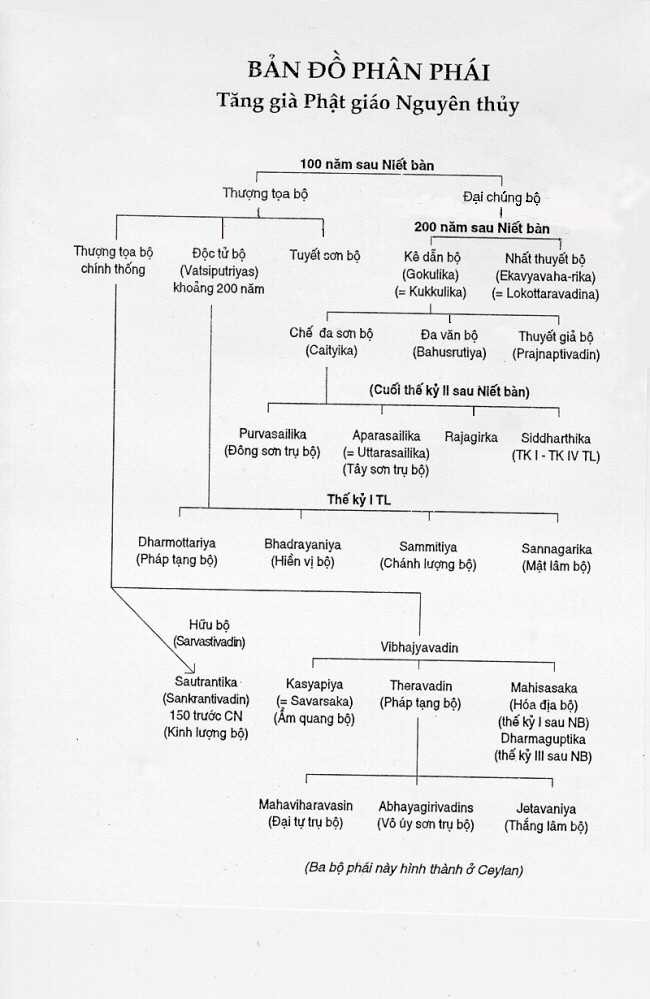 BẢN ĐỒ PHÂN PHÁI
Tăng già Phật giáo Nguyên thủy
100 năm sau Niết bàn
Thượng tọa bộ
Đại chúng bộ
200 năm sau Niết bàn
Thượng tọa bộ
chính thống
Độc tử bộ
(Vatsiputriyas)
khoảng 200 năm
Tuyết sơn bộ
Kê dẫn bộ
(Gokulika)
(= Kukkulika)
Nhất thuyết bộ
(Ekavyavaha-rika)
(= Lokottaravadina)
Chế đa sơn bộ
(Caityika)
Đa văn bộ
(Bahusrutiya)
Thuyết giả bộ
(Prajnaptivadin)
(Cuối thế kỷ II sau Niết bàn)
Purvasailika
(Đông sơn trụ bộ)
Aparasailika
(= Uttarasailika)
(Tây sơn trụ bộ)
Rajagirka
Siddharthika
(TK I - TK IV TL)
Thế kỷ I TL
Dharmottariya
(Pháp tạng bộ)
Bhadrayaniya
(Hiền vị bộ)
Sammitiya
(Chánh lượng bộ)
Sannagarika
(Mật lâm bộ)
Hữu bộ
(Sarvastivadin)
Vibhajyavadin
Sautrantika
(Sankrantivadin)
150 trước CN
(Kinh lượng bộ)
Kasyapiya
(= Savarsaka)
(Ẩm quang bộ)
Theravadin
(Pháp tạng bộ)
Mahisasaka
(Hóa địa bộ)
(thế kỷ I sau NB)
Dharmaguptika
(thế kỷ III sau NB)
Mahaviharavasin
(Đại tự trụ bộ)
Abhayagirivadins
(Vô úy sơn trụ bộ)
Jetavaniya
(Thắng lâm bộ)
(Ba bộ phái này hình thành ở Ceylan)